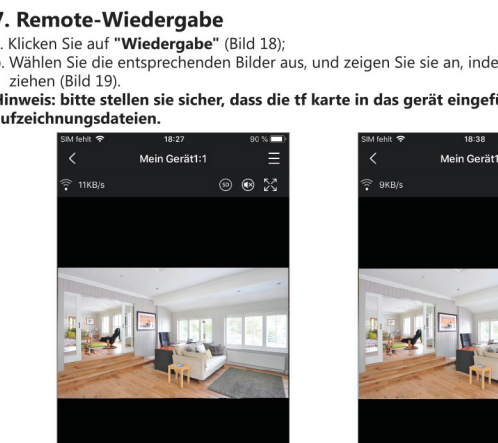 7. Remote-Wiedergabe
. Klicken Sie auf "Wiedergabe" (Bild 18);
. Wählen Sie die entsprechenden Bilder aus, und zeigen Sie sie an, inde
ziehen (Bild 19).
Hinweis: bitte stellen sie sicher, dass die tf karte in das gerät eingefü
ufzeichnungsdateien.
SIM fehlt 18:27 90 %
Mein Gerät1:1
11KB/s SD
SIM fehlt 18:38
Mein Gerät1
9KB/s